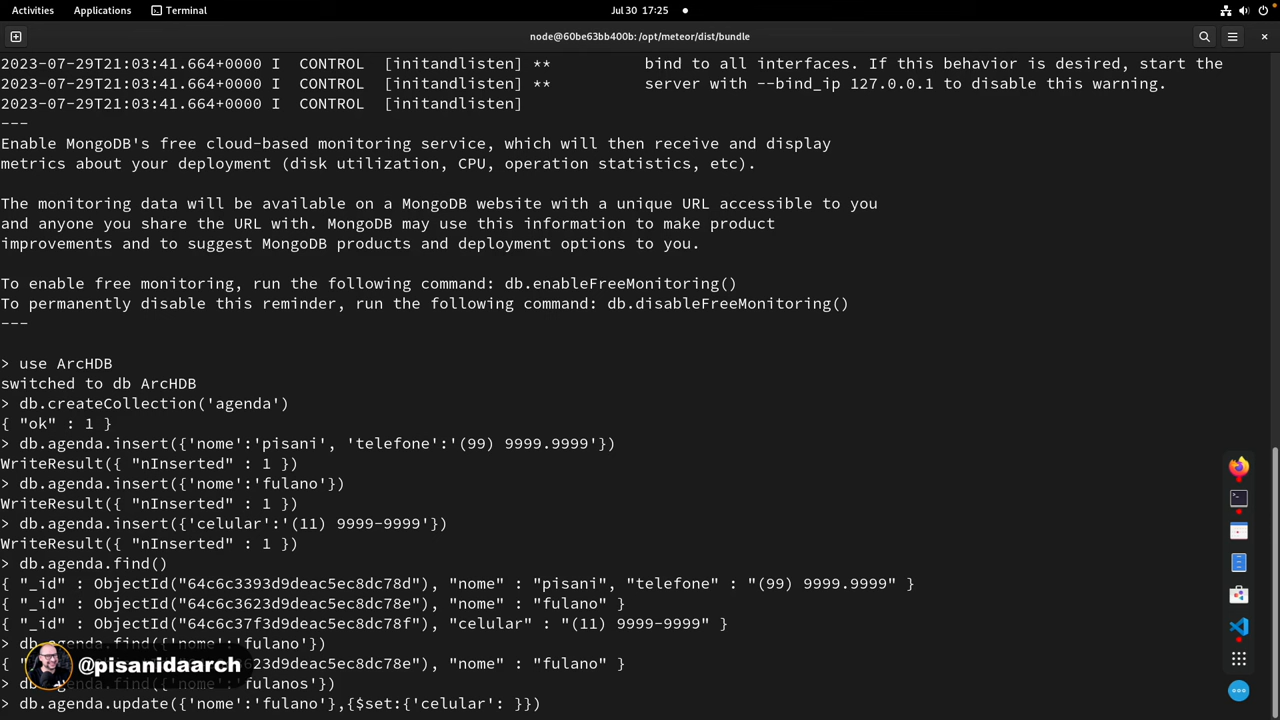 Activities Applications Terminal Jul 30 17:25
node@60be63bb400b: /opt/meteor/dist/bundle
2023-07-29T21:03:41.664+0000 I  CONTROL  [initandlisten] **          bind to all interfaces. If this behavior is desired, start the
2023-07-29T21:03:41.664+0000 I  CONTROL  [initandlisten] **          server with --bind_ip 127.0.0.1 to disable this warning.
2023-07-29T21:03:41.664+0000 I  CONTROL  [initandlisten]
---
Enable MongoDB's free cloud-based monitoring service, which will then receive and display
metrics about your deployment (disk utilization, CPU, operation statistics, etc).
The monitoring data will be available on a MongoDB website with a unique URL accessible to you
and anyone you share the URL with. MongoDB may use this information to make product
improvements and to suggest MongoDB products and deployment options to you.
To enable free monitoring, run the following command: db.enableFreeMonitoring()
To permanently disable this reminder, run the following command: db.disableFreeMonitoring()
---
> use ArcHDB
switched to db ArcHDB
> db.createCollection('agenda')
{ "ok" : 1 }
> db.agenda.insert({'nome':'pisani', 'telefone':'(99) 9999.9999'})
WriteResult({ "nInserted" : 1 })
> db.agenda.insert({'nome':'fulano'})
WriteResult({ "nInserted" : 1 })
> db.agenda.insert({'celular':'(11) 9999-9999'})
WriteResult({ "nInserted" : 1 })
> db.agenda.find()
{ "_id" : ObjectId("64c6c3393d9deac5ec8dc78d"), "nome" : "pisani", "telefone" : "(99) 9999.9999" }
{ "_id" : ObjectId("64c6c3623d9deac5ec8dc78e"), "nome" : "fulano" }
{ "_id" : ObjectId("64c6c37f3d9deac5ec8dc78f"), "celular" : "(11) 9999-9999" }
> db.agenda.find({'nome':'fulano'})
{ "_ 3623d9deac5ec8dc78e"), "nome" : "fulano" }
@pisanidaarch
> db.agenda.find({'nome':'fulanos'})
> db.agenda.update({'nome':'fulano'},{$set:{'celular': }})